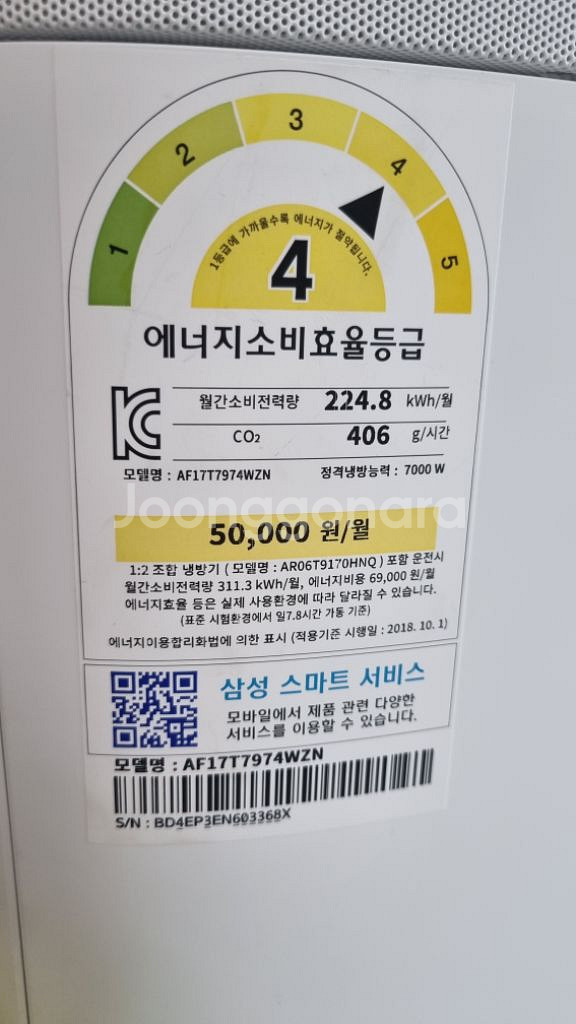 1 2 3 4 5
1등급에 가까울수록 에너지가 절약됩니다.
4
에너지소비효율등급
월간소비전력량 224.8 kWh/월
CO₂ 406 g/시간
모델명 : AF17T7974WZN 정격냉방능력 : 7000 W
Joonggonara
50,000 원/월
1:2 조합 냉방기 ( 모델명 : AR06T9170HNQ ) 포함 운전시
월간소비전력량 311.3 kWh/월, 에너지비용 69,000 원/월
에너지효율 등은 실제 사용환경에 따라 달라질 수 있습니다.
(표준 시험환경에서 일7.8시간 가동 기준)
에너지이용합리화법에 의한 표시 (적용기준 시행일 : 2018. 10. 1)
삼성 스마트 서비스
모바일에서 제품 관련 다양한
서비스를 이용할 수 있습니다.
모델명 : AF17T7974WZN
S/N : BD4EP3EN603368X